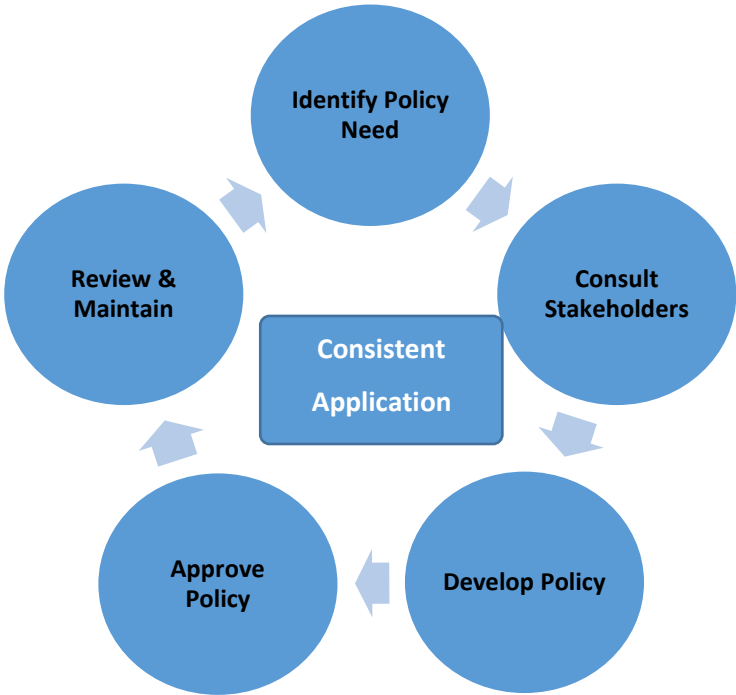 Identify Policy
Need
Consult
Stakeholders
Develop Policy
Approve
Policy
Review &
Maintain
Consistent
Application